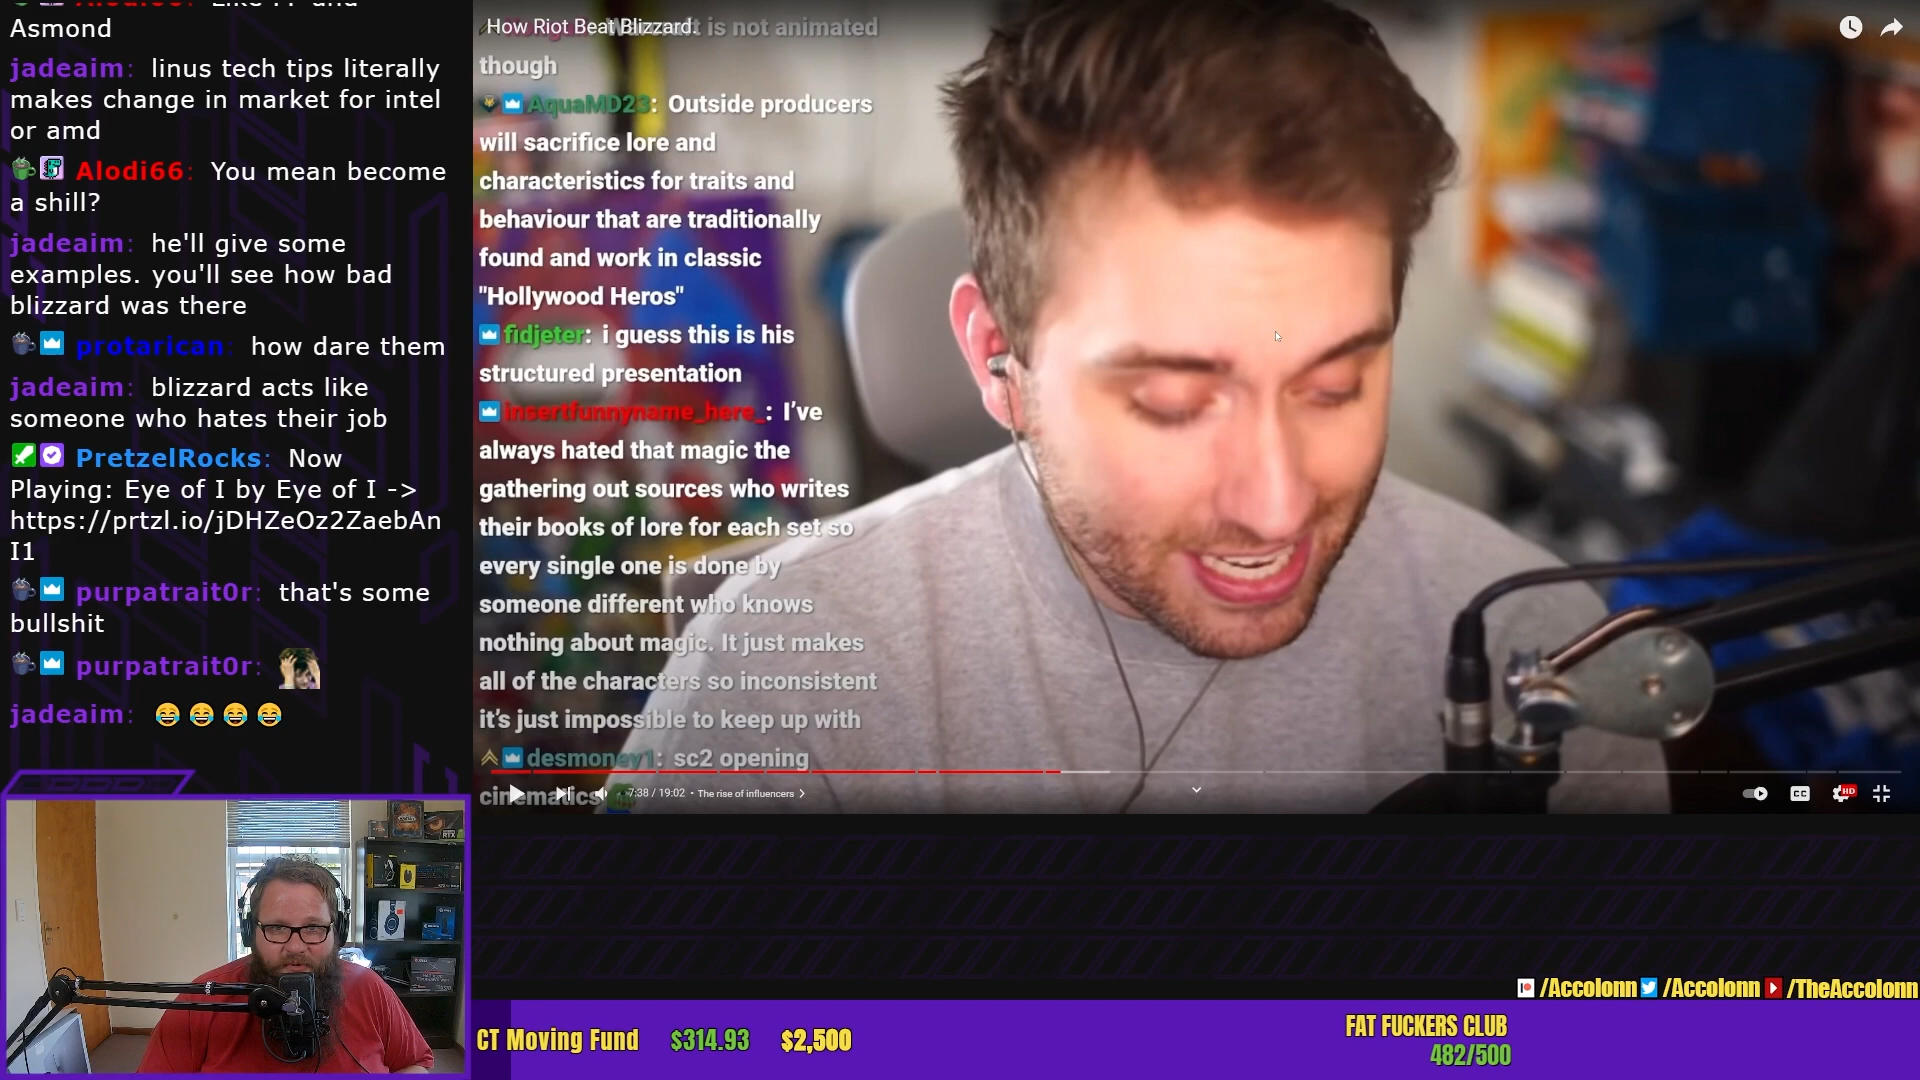 Asmond
jadeaim: linus tech tips literally
makes change in market for intel
or amd
Alodi66: You mean become
a shill?
jadeaim: he'll give some
examples. you'll see how bad
blizzard was there
protarican: how dare them
jadeaim: blizzard acts like
someone who hates their job
PretzelRocks: Now
Playing: Eye of I by Eye of I ->
https://prtzl.io/jDHZeOz2ZaebAn
I1
purpatrait0r: that's some
bullshit
purpatrait0r:
jadeaim: 😂 😂 😂 😂
How Riot Beat Blizzard.
is not animated
though
AquaMD23: Outside producers
will sacrifice lore and
characteristics for traits and
behaviour that are traditionally
found and work in classic
"Hollywood Heros"
fidjeter: i guess this is his
structured presentation
insertfunnyname_here_: I've
always hated that magic the
gathering out sources who writes
their books of lore for each set so
every single one is done by
someone different who knows
nothing about magic. It just makes
all of the characters so inconsistent
it's just impossible to keep up with
desmoney1: sc2 opening
cinematics
7:38 / 19:02 • The rise of influencers >
CC
HD
/Accolonn /Accolonn /TheAccolonn
CT Moving Fund $314.93 $2,500
FAT FUCKERS CLUB
482/500